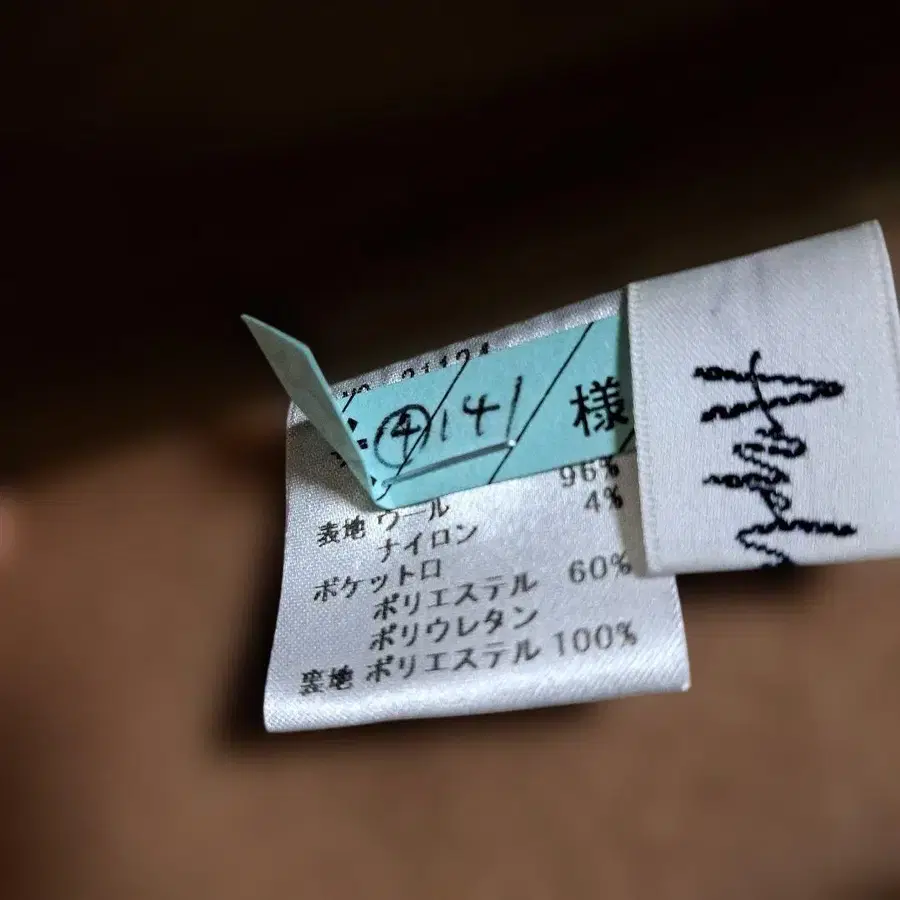 21124
④141 様
96%
表地 ウール 4%
ナイロン
ポケット口
ポリエステル 60%
ポリウレタン
裏地 ポリエステル 100%